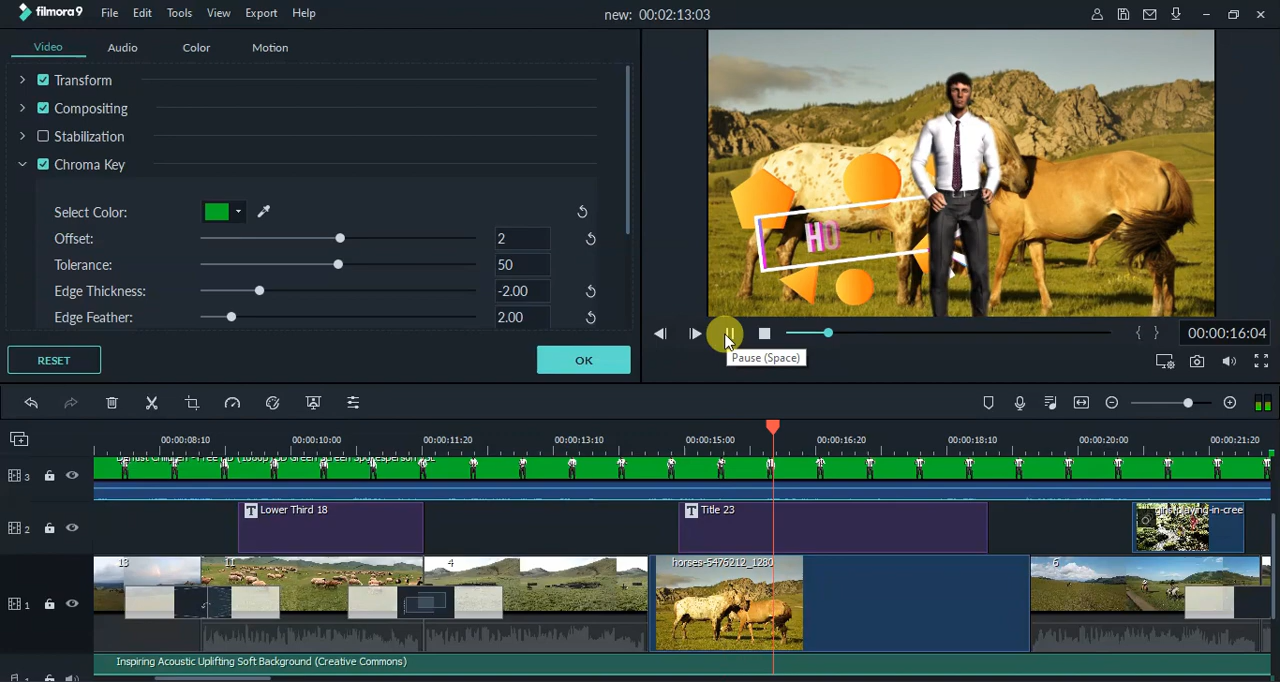 filmora9 File Edit Tools View Export Help new: 00:02:13:03
Video Audio Color Motion
Transform
Compositing
Stabilization
Chroma Key
Select Color:
Offset: 2
Tolerance: 50
Edge Thickness: -2.00
Edge Feather: 2.00
RESET OK
HO
{ } 00:00:16:04
Pause (Space)
00:00:08:10 00:00:10:00 00:00:11:20 00:00:13:10 00:00:15:00 00:00:16:20 00:00:18:10 00:00:20:00 00:00:21:20
3
2 T Lower Third 18 T Title 23
13 11 4 horses-5475212_1280 6
1
Inspiring Acoustic Uplifting Soft Background (Creative Commons)
1